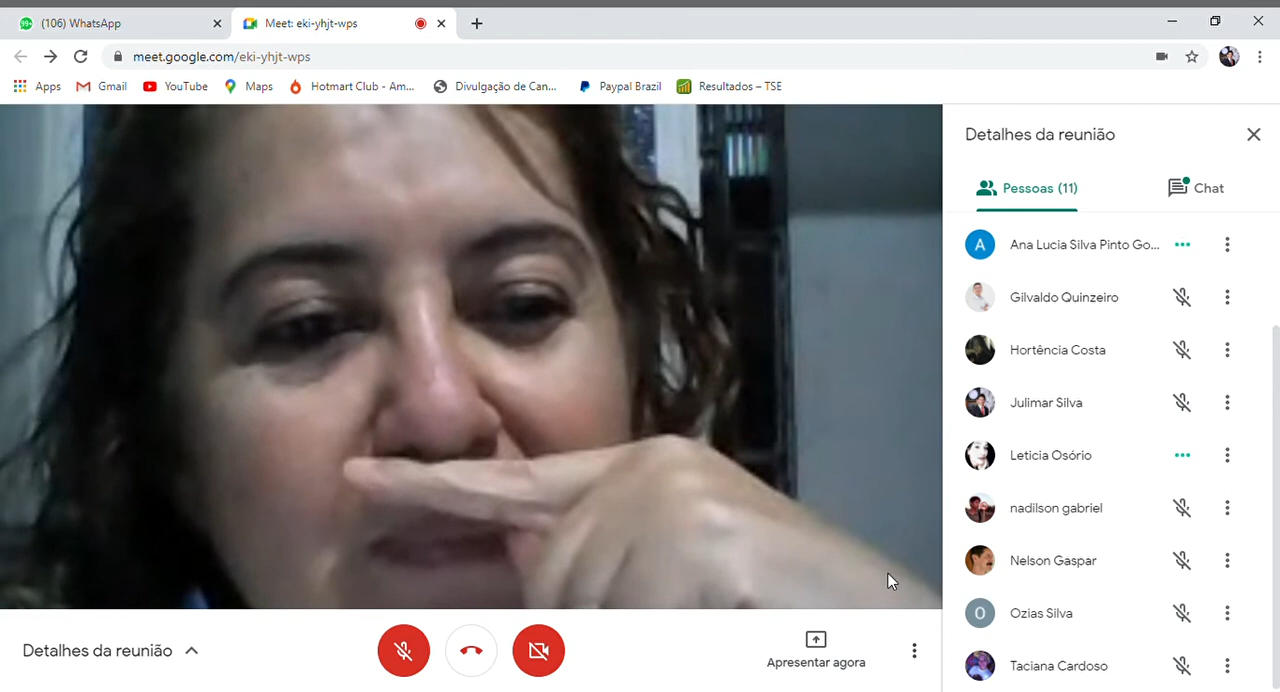 (106) WhatsApp
Meet: eki-yhjt-wps
meet.google.com/eki-yhjt-wps
Apps Gmail YouTube Maps Hotmart Club - Am... Divulgação de Can... Paypal Brazil Resultados – TSE
Detalhes da reunião
Pessoas (11) Chat
A Ana Lucia Silva Pinto Go...
Gilvaldo Quinzeiro
Hortência Costa
Julimar Silva
Leticia Osório
nadilson gabriel
Nelson Gaspar
O Ozias Silva
Taciana Cardoso
Detalhes da reunião
Apresentar agora